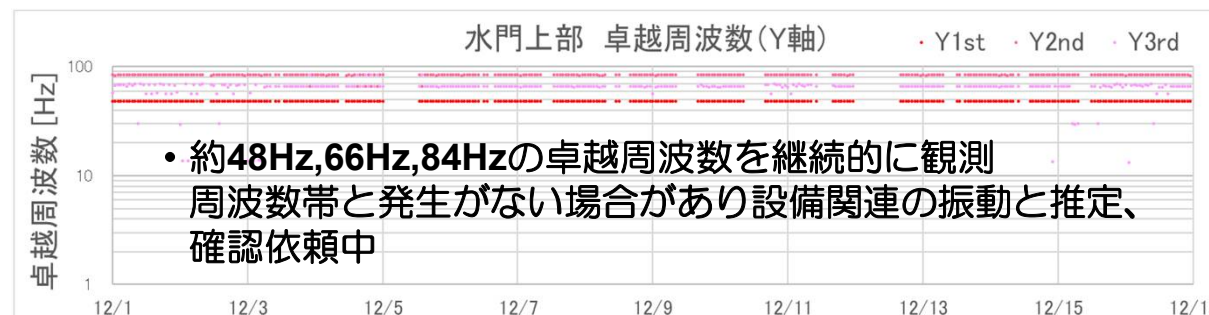 水門上部 卓越周波数(Y軸)
・Y1st ・Y2nd ・Y3rd
卓越周波数 [Hz]
100
10
1
• 約48Hz,66Hz,84Hzの卓越周波数を継続的に観測
周波数帯と発生がない場合があり設備関連の振動と推定、
確認依頼中
12/1 12/3 12/5 12/7 12/9 12/11 12/13 12/15 12/1